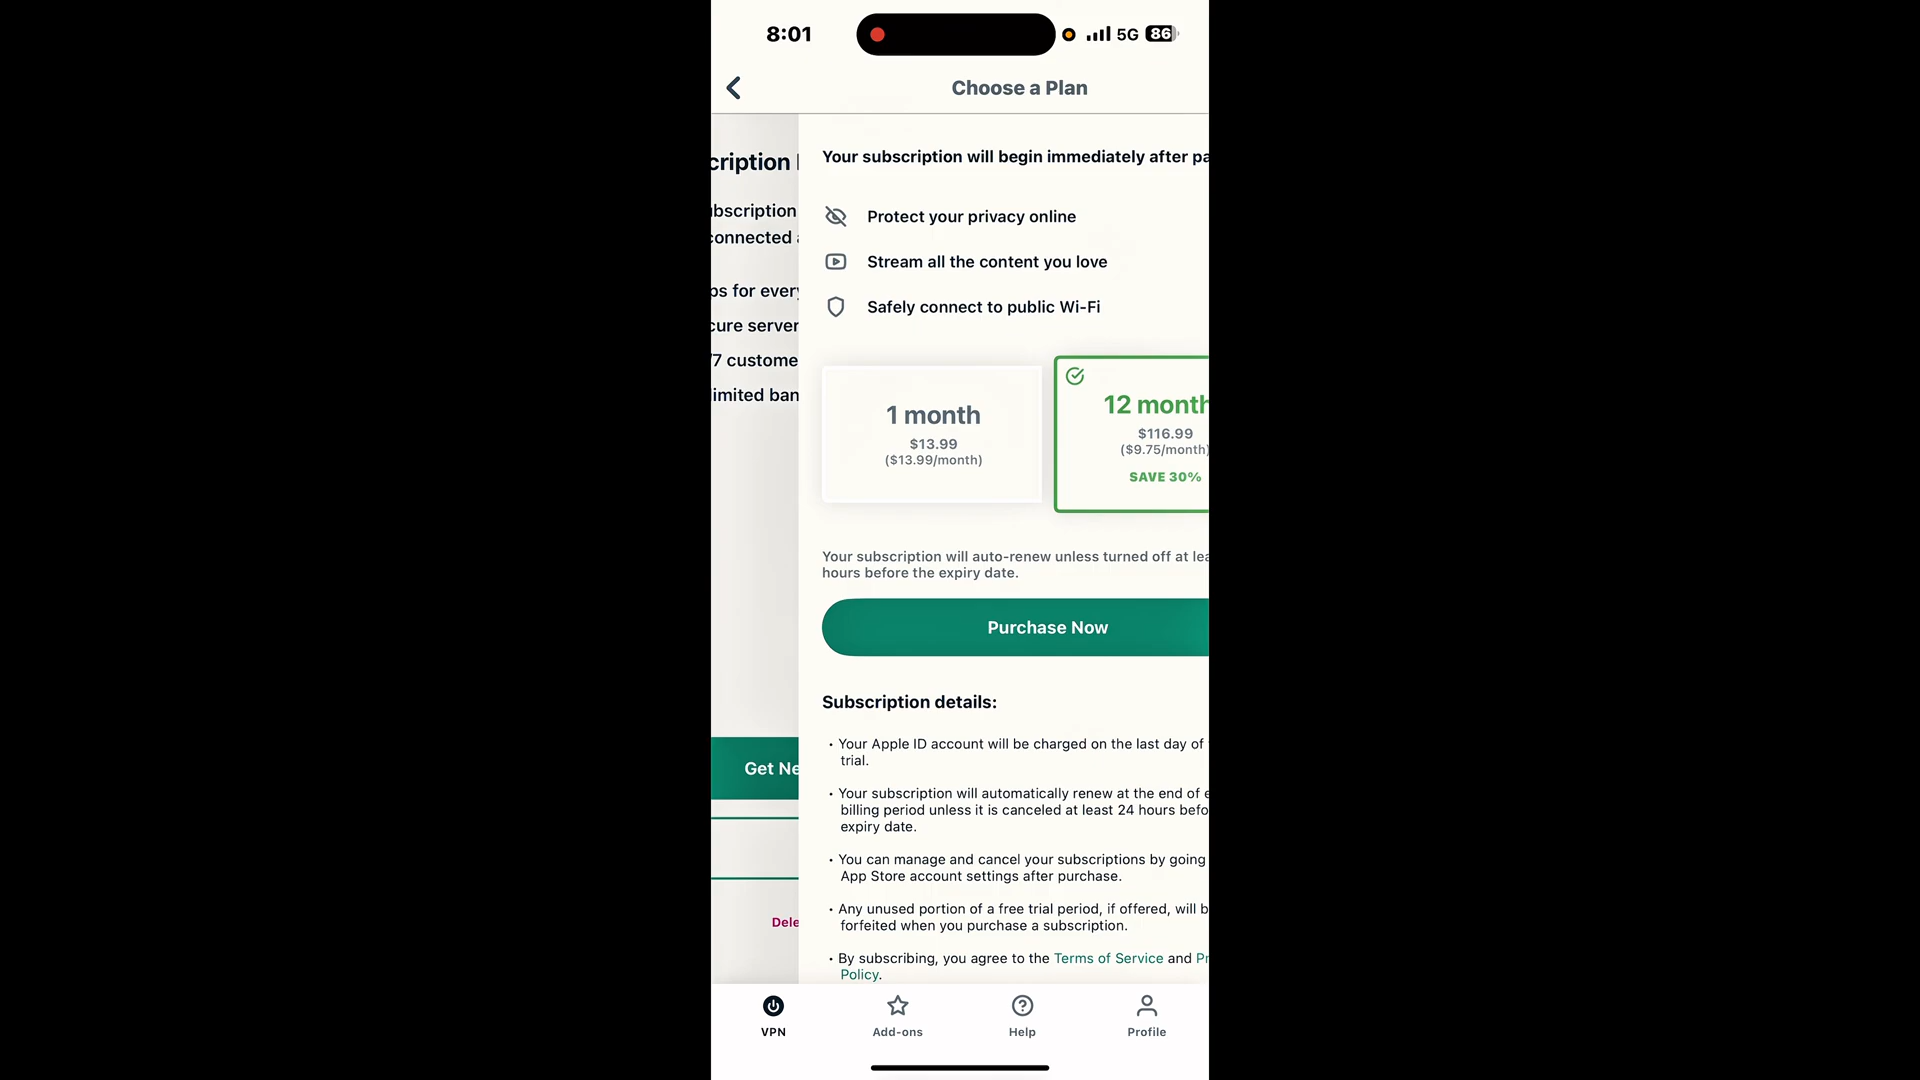 8:01
5G 86
Choose a Plan
cription
bscription
connected
os for every
cure server
/7 custome
limited ban
Get Ne
Dele
Your subscription will begin immediately after pa
Protect your privacy online
Stream all the content you love
Safely connect to public Wi-Fi
1 month
$13.99
($13.99/month)
12 month
$116.99
($9.75/month)
SAVE 30%
Your subscription will auto-renew unless turned off at lea
hours before the expiry date.
Purchase Now
Subscription details:
• Your Apple ID account will be charged on the last day of
trial.
• Your subscription will automatically renew at the end of e
billing period unless it is canceled at least 24 hours befo
expiry date.
• You can manage and cancel your subscriptions by going
App Store account settings after purchase.
• Any unused portion of a free trial period, if offered, will b
forfeited when you purchase a subscription.
• By subscribing, you agree to the Terms of Service and Pr
Policy.
VPN
Add-ons
Help
Profile